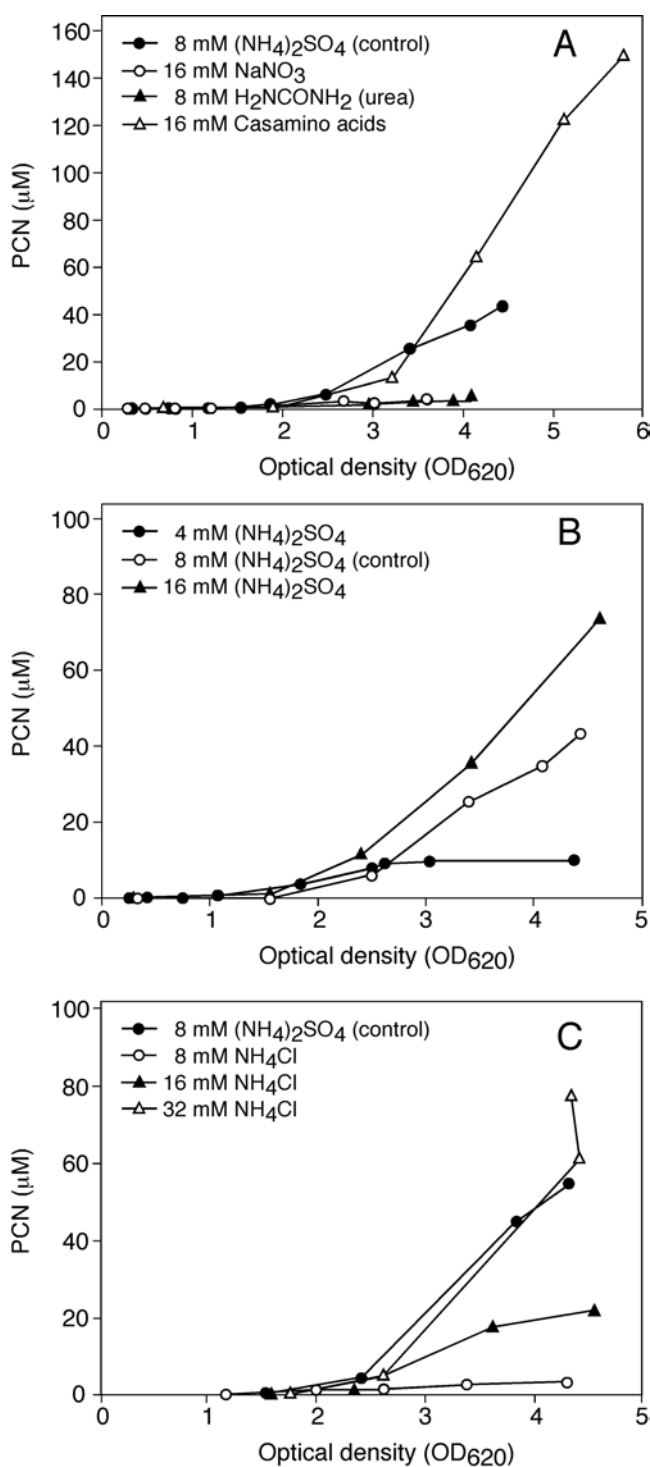 A
8 mM (NH4)2SO4 (control)
16 mM NaNO3
8 mM H2NCONH2 (urea)
16 mM Casamino acids
PCN (μM)
160
140
120
100
80
60
40
20
0
0 1 2 3 4 5 6
Optical density (OD620)
B
4 mM (NH4)2SO4
8 mM (NH4)2SO4 (control)
16 mM (NH4)2SO4
PCN (μM)
100
80
60
40
20
0
0 1 2 3 4 5
Optical density (OD620)
C
8 mM (NH4)2SO4 (control)
8 mM NH4Cl
16 mM NH4Cl
32 mM NH4Cl
PCN (μM)
100
80
60
40
20
0
0 1 2 3 4 5
Optical density (OD620)